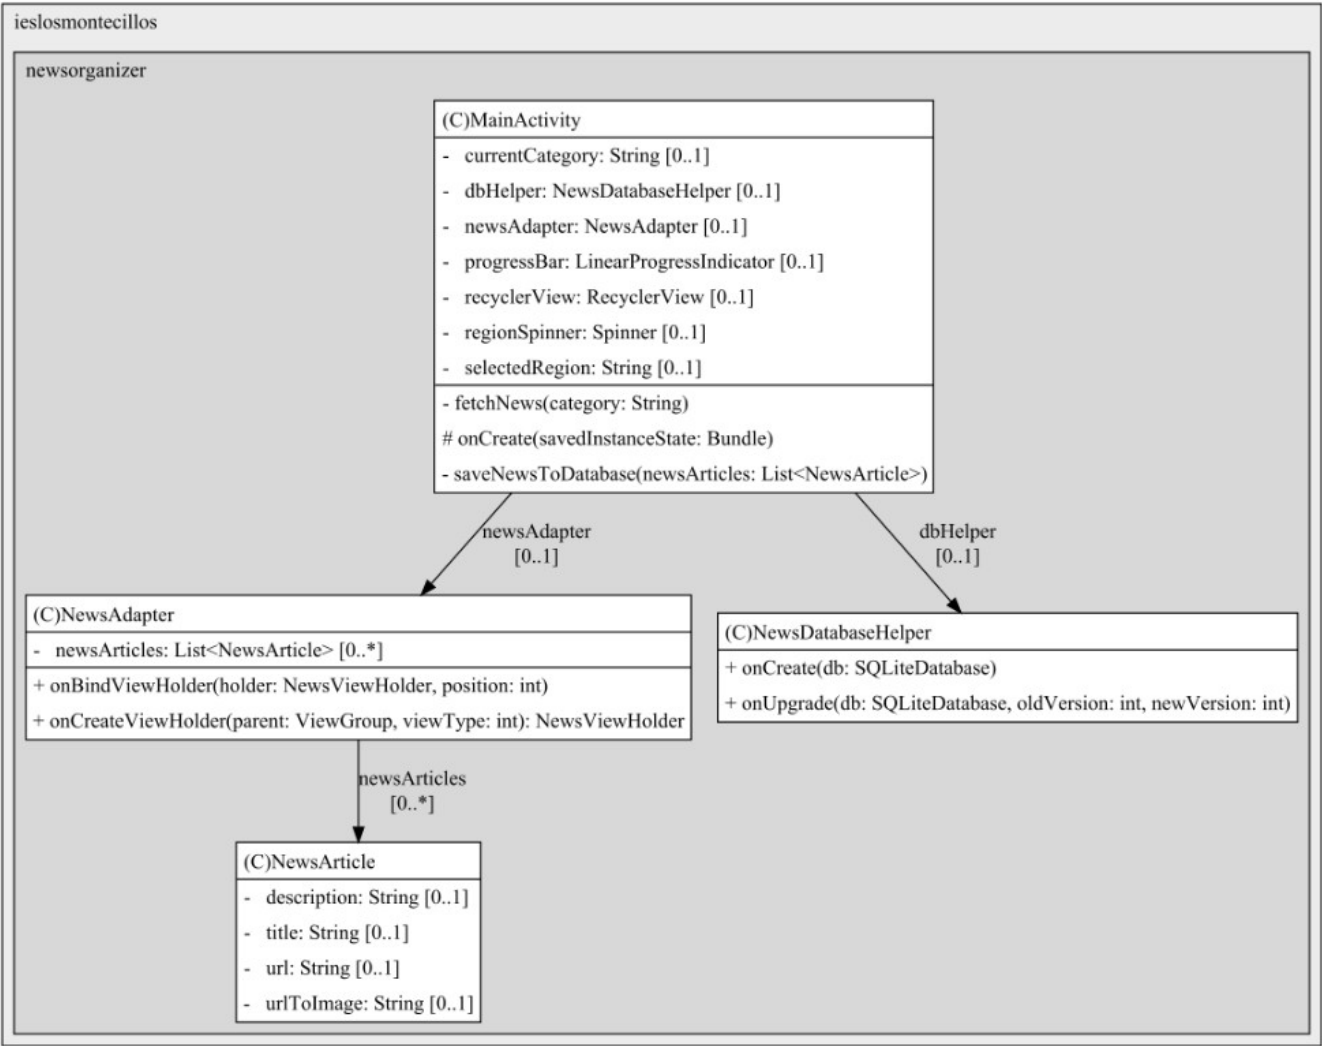 ieslosmontecillos
newsorganizer
(C)MainActivity
- currentCategory: String [0..1]
- dbHelper: NewsDatabaseHelper [0..1]
- newsAdapter: NewsAdapter [0..1]
- progressBar: LinearProgressIndicator [0..1]
- recyclerView: RecyclerView [0..1]
- regionSpinner: Spinner [0..1]
- selectedRegion: String [0..1]
- fetchNews(category: String)
# onCreate(savedInstanceState: Bundle)
- saveNewsToDatabase(newsArticles: List<NewsArticle>)
newsAdapter
[0..1]
dbHelper
[0..1]
(C)NewsAdapter
- newsArticles: List<NewsArticle> [0..*]
+ onBindViewHolder(holder: NewsViewHolder, position: int)
+ onCreateViewHolder(parent: ViewGroup, viewType: int): NewsViewHolder
(C)NewsDatabaseHelper
+ onCreate(db: SQLiteDatabase)
+ onUpgrade(db: SQLiteDatabase, oldVersion: int, newVersion: int)
newsArticles
[0..*]
(C)NewsArticle
- description: String [0..1]
- title: String [0..1]
- url: String [0..1]
- urlToImage: String [0..1]